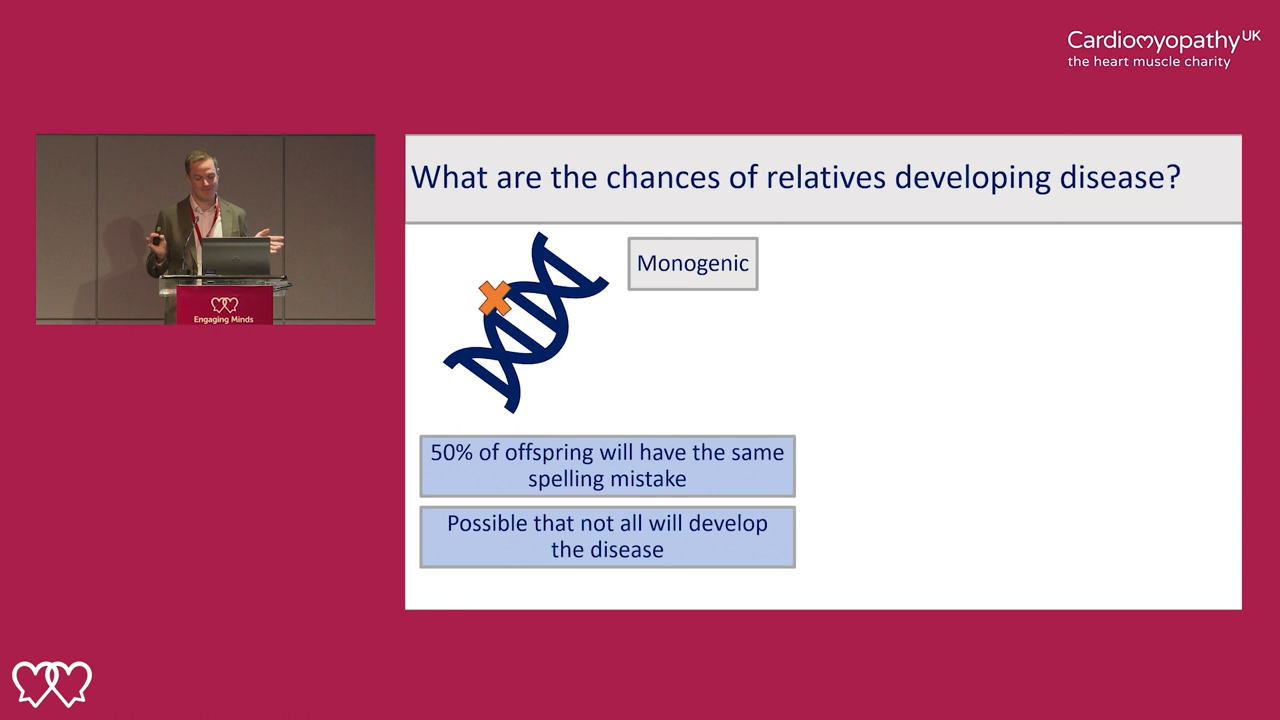 Cardiomyopathy UK
the heart muscle charity
What are the chances of relatives developing disease?
Monogenic
Engaging Minds
50% of offspring will have the same
spelling mistake
Possible that not all will develop
the disease